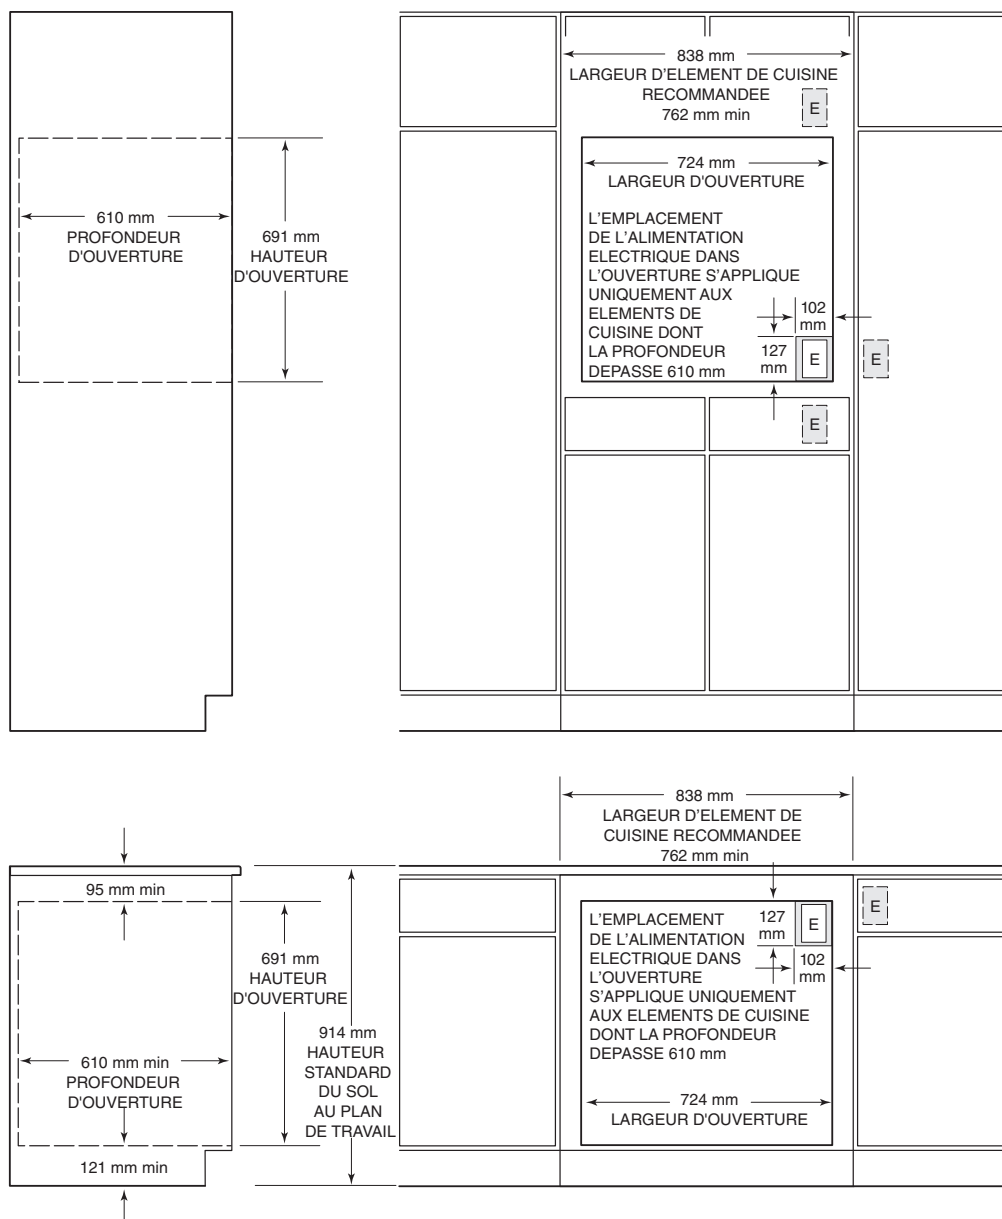 838 mm
LARGEUR D'ELEMENT DE CUISINE
RECOMMANDEE
762 mm min
E
724 mm
LARGEUR D'OUVERTURE
610 mm
PROFONDEUR
D'OUVERTURE
691 mm
HAUTEUR
D'OUVERTURE
L'EMPLACEMENT
DE L'ALIMENTATION
ELECTRIQUE DANS
L'OUVERTURE S'APPLIQUE
UNIQUEMENT AUX
ELEMENTS DE
CUISINE DONT
LA PROFONDEUR
DEPASSE 610 mm
102
mm
127
mm
E
E
E
838 mm
LARGEUR D'ELEMENT DE
CUISINE RECOMMANDEE
762 mm min
95 mm min
691 mm
HAUTEUR
D'OUVERTURE
610 mm min
PROFONDEUR
D'OUVERTURE
121 mm min
914 mm
HAUTEUR
STANDARD
DU SOL
AU PLAN
DE TRAVAIL
L'EMPLACEMENT
DE L'ALIMENTATION
ELECTRIQUE DANS
L'OUVERTURE
S'APPLIQUE UNIQUEMENT
AUX ELEMENTS DE CUISINE
DONT LA PROFONDEUR
DEPASSE 610 mm
127
mm
E
102
mm
E
724 mm
LARGEUR D'OUVERTURE